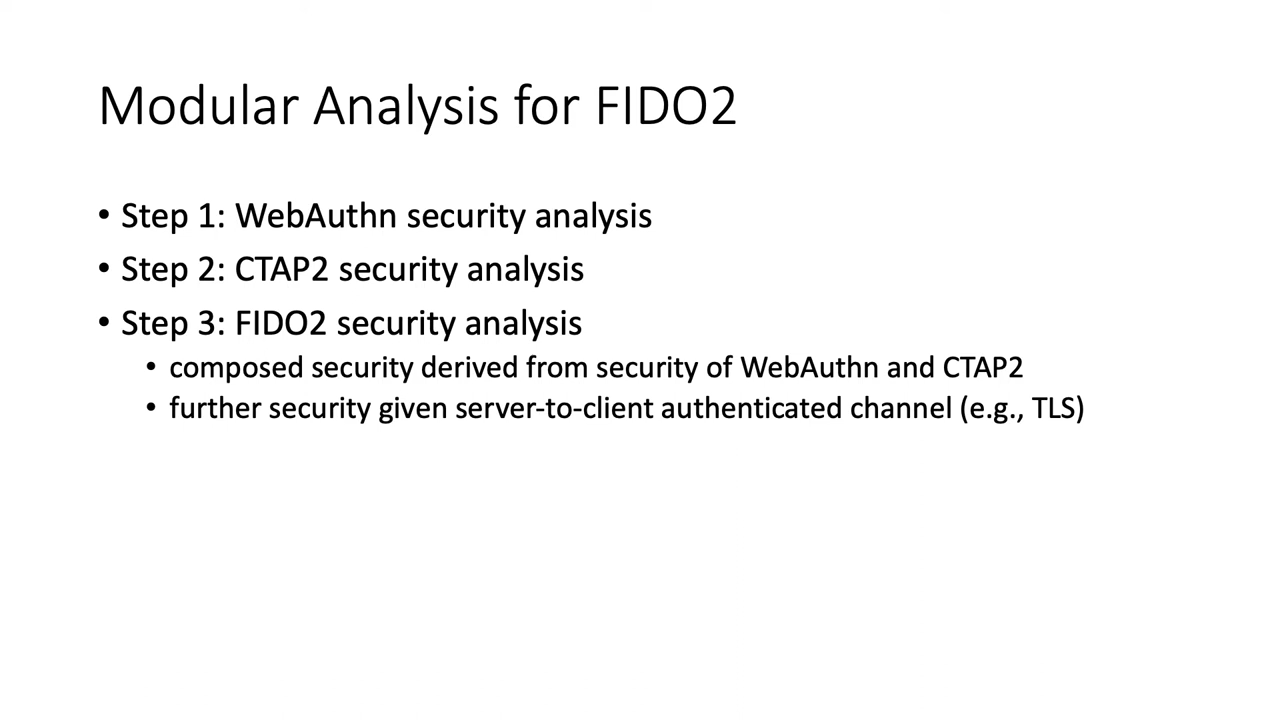 Modular Analysis for FIDO2
• Step 1: WebAuthn security analysis
• Step 2: CTAP2 security analysis
• Step 3: FIDO2 security analysis
• composed security derived from security of WebAuthn and CTAP2
• further security given server-to-client authenticated channel (e.g., TLS)